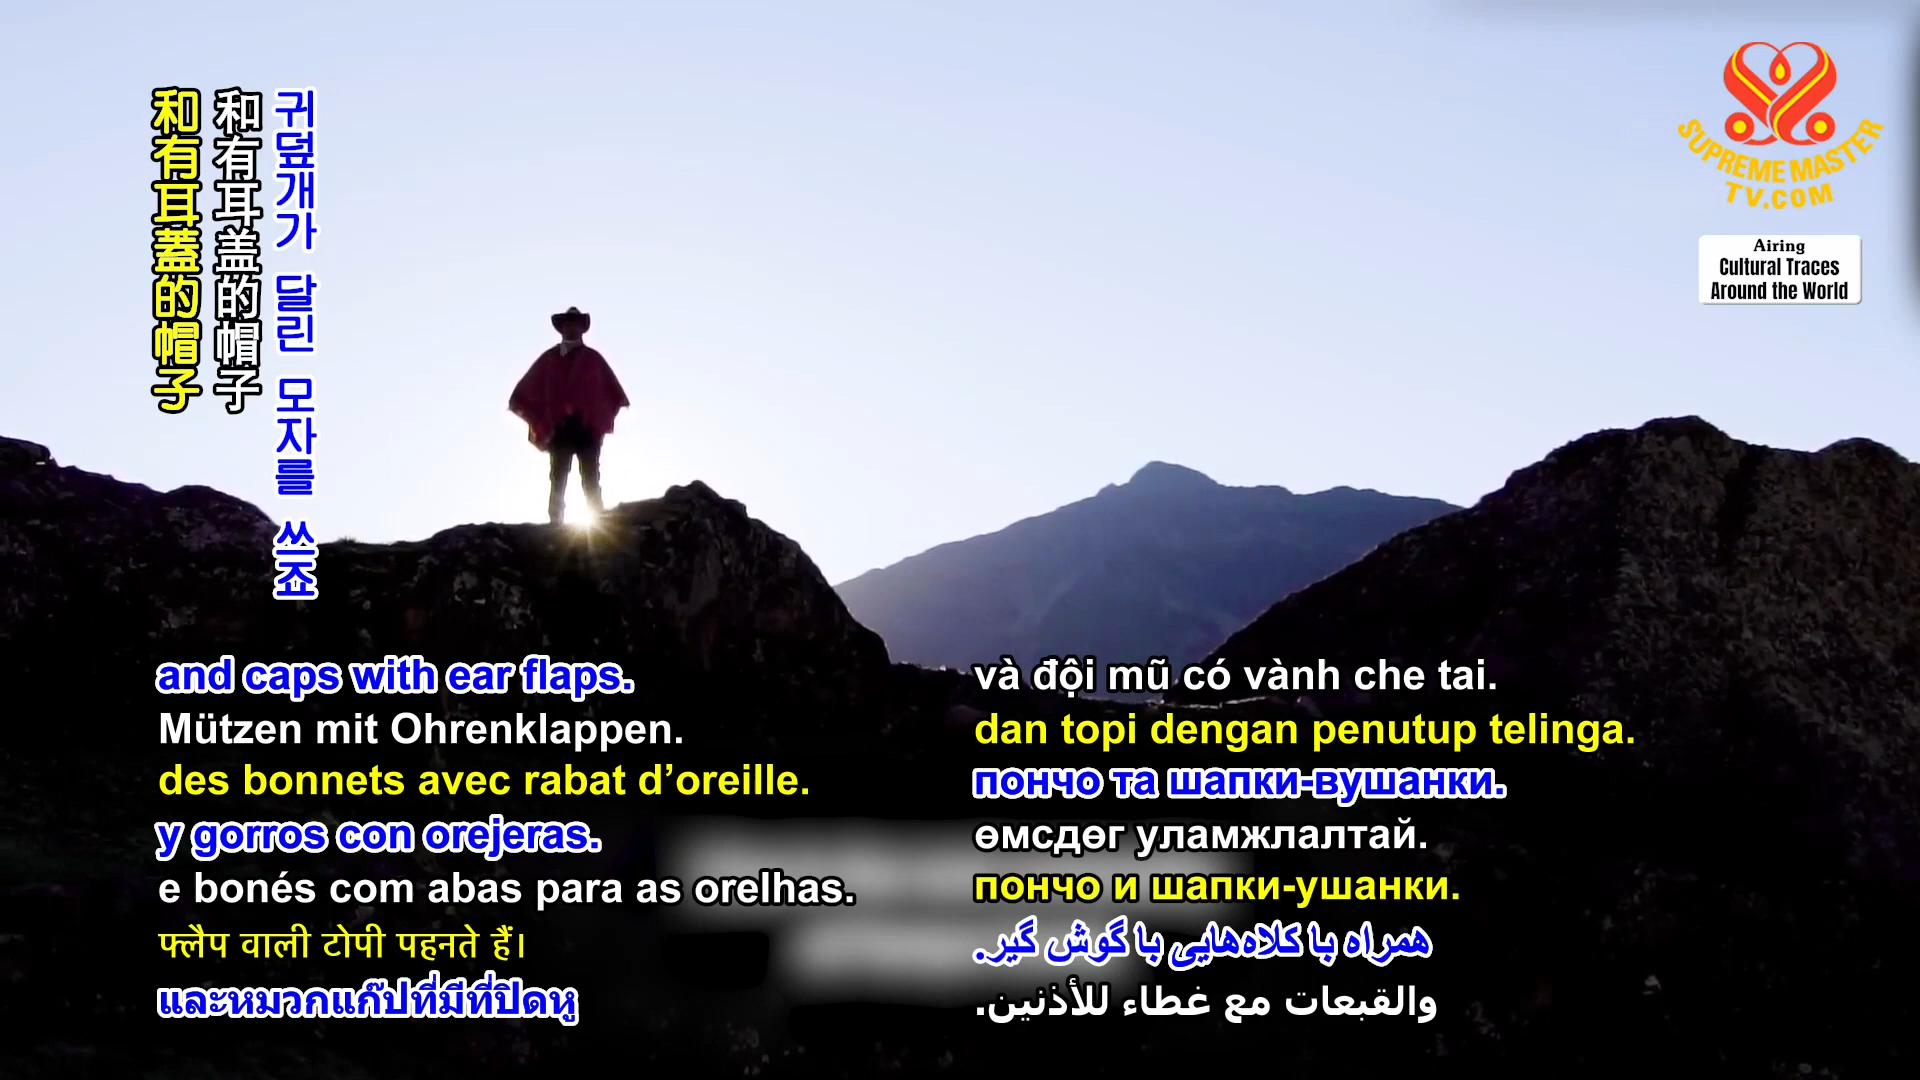 和有耳蓋的帽子
和有耳盖的帽子
귀덮개가 달린 모자를 쓰죠
SUPREME MASTER
TV.COM
Airing
Cultural Traces
Around the World
and caps with ear flaps.
Mützen mit Ohrenklappen.
des bonnets avec rabat d’oreille.
y gorros con orejeras.
e bonés com abas para as orelhas.
फ्लैप वाली टोपी पहनते हैं।
และหมวกแก๊ปที่มีที่ปิดหู
và đội mũ có vành che tai.
dan topi dengan penutup telinga.
пончо та шапки-вушанки.
өмсдөг уламжлалтай.
пончо и шапки-ушанки.
همراه با کلاه‌هایی با گوش گیر.
والقبعات مع غطاء للأذنين.